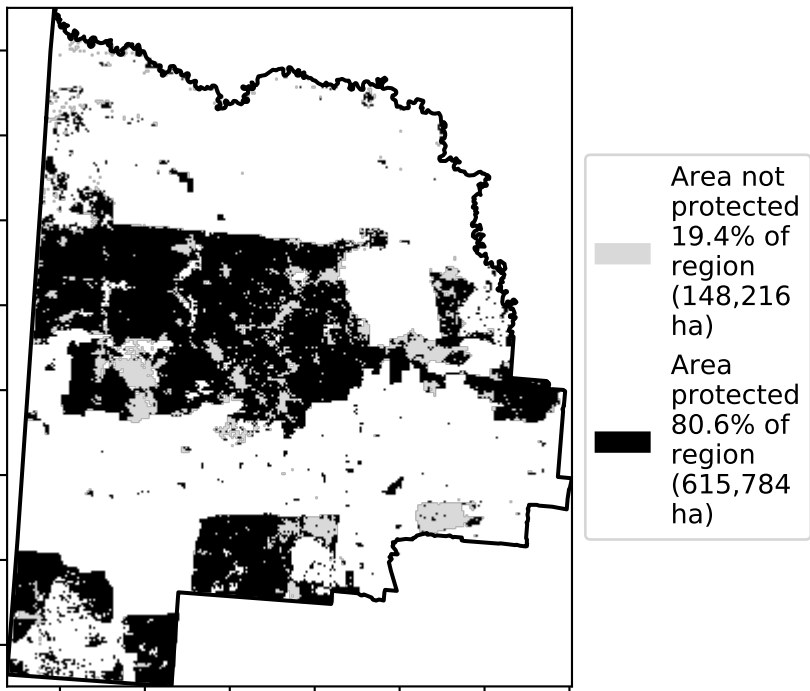 Area not
protected
19.4% of
region
(148,216
ha)
Area
protected
80.6% of
region
(615,784
ha)